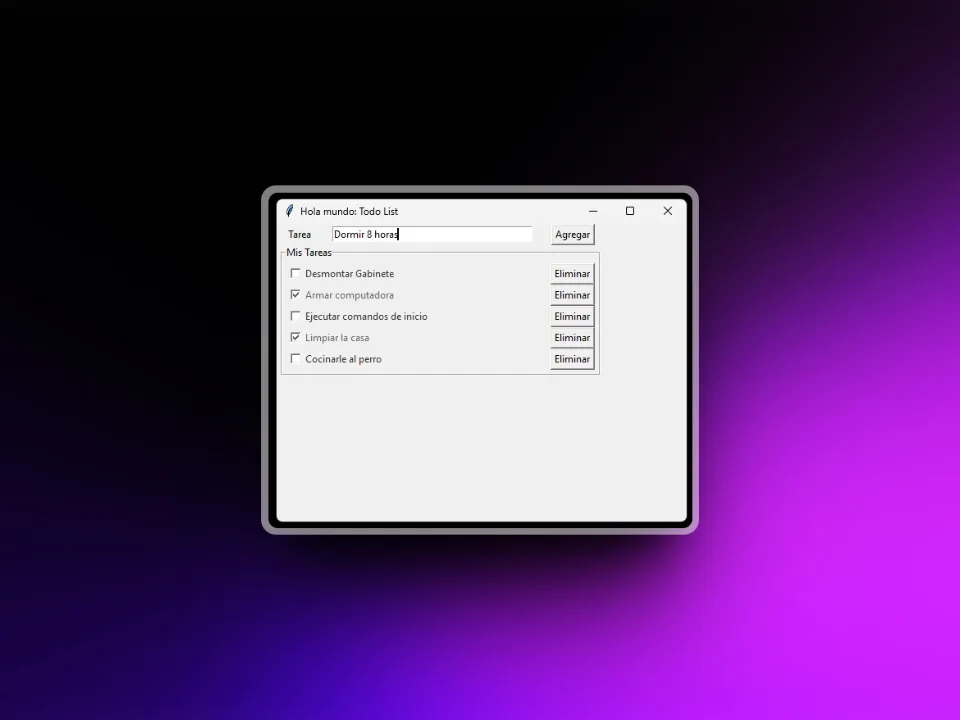 Hola mundo: Todo List
Tarea Dormir 8 horas Agregar
Mis Tareas
Desmontar Gabinete Eliminar
Armar computadora Eliminar
Ejecutar comandos de inicio Eliminar
Limpiar la casa Eliminar
Cocinarle al perro Eliminar